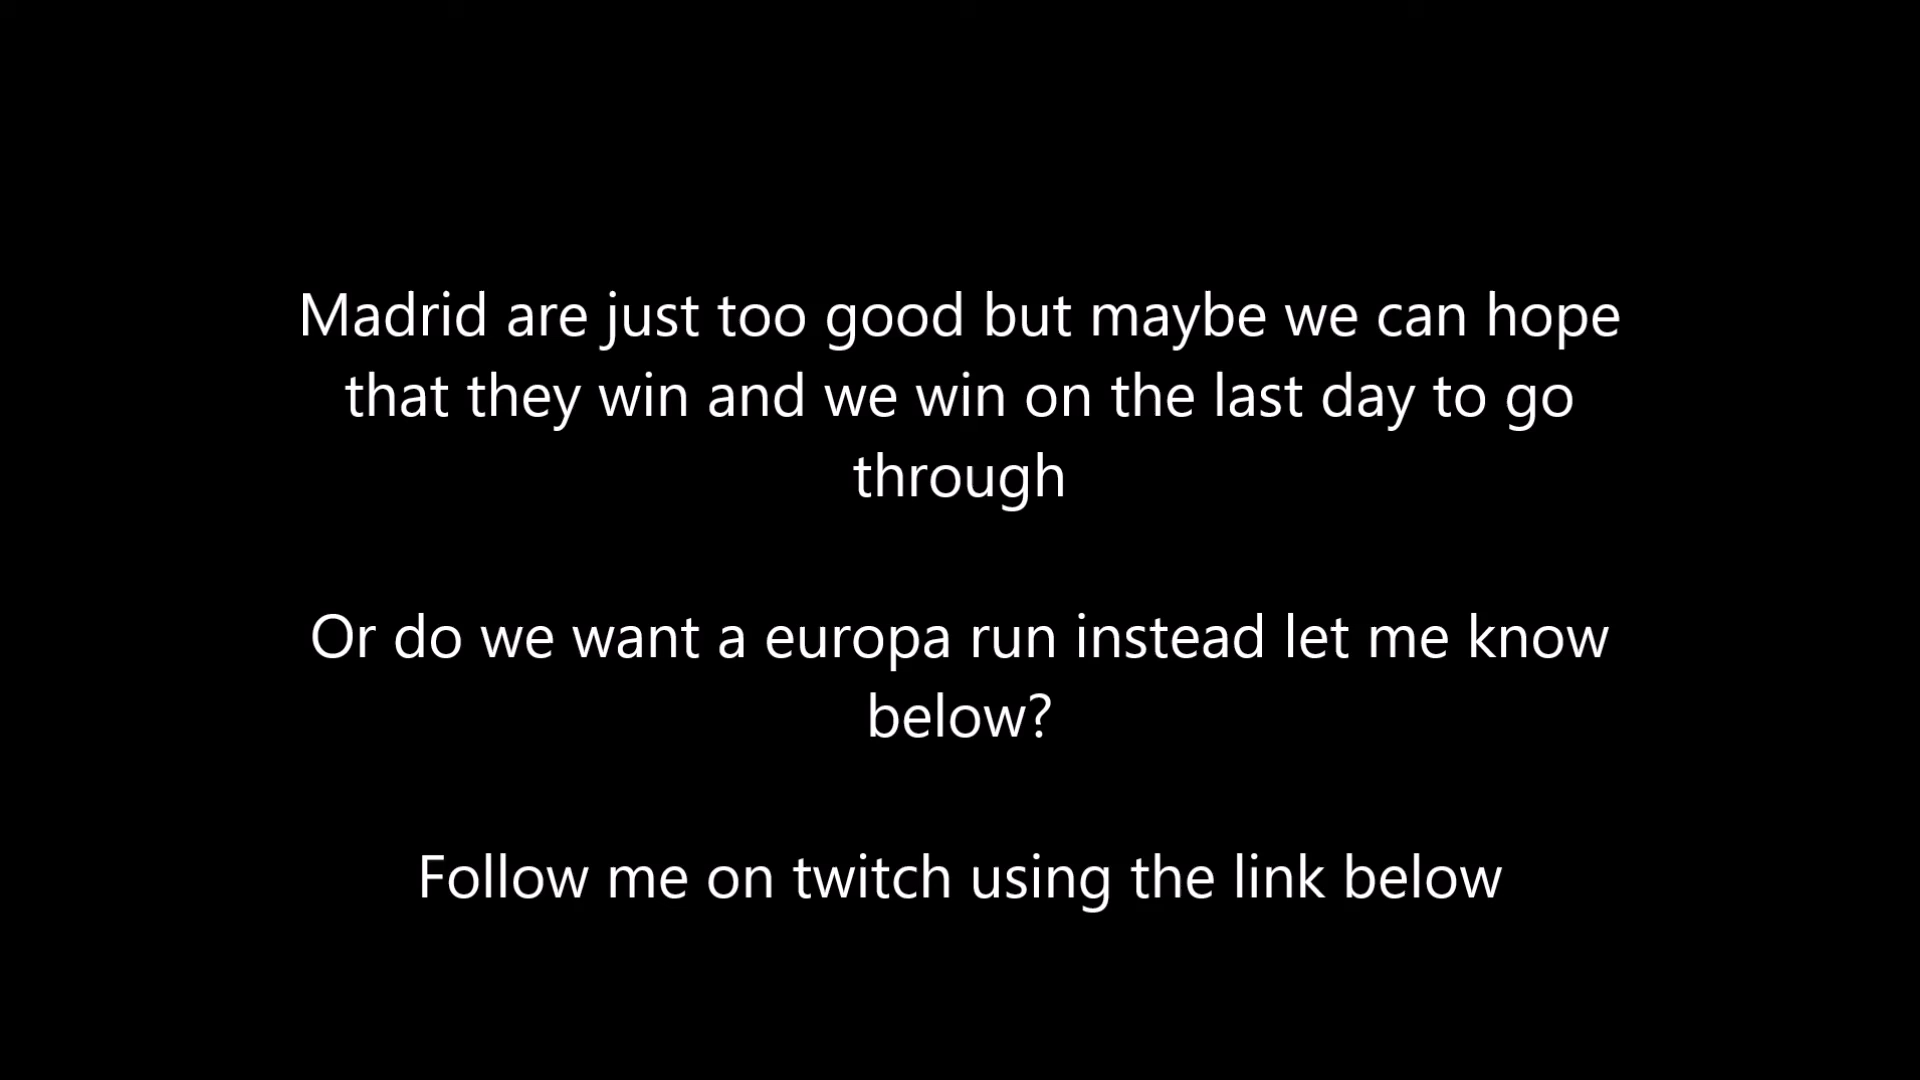 Madrid are just too good but maybe we can hope
that they win and we win on the last day to go
through
Or do we want a europa run instead let me know
below?
Follow me on twitch using the link below